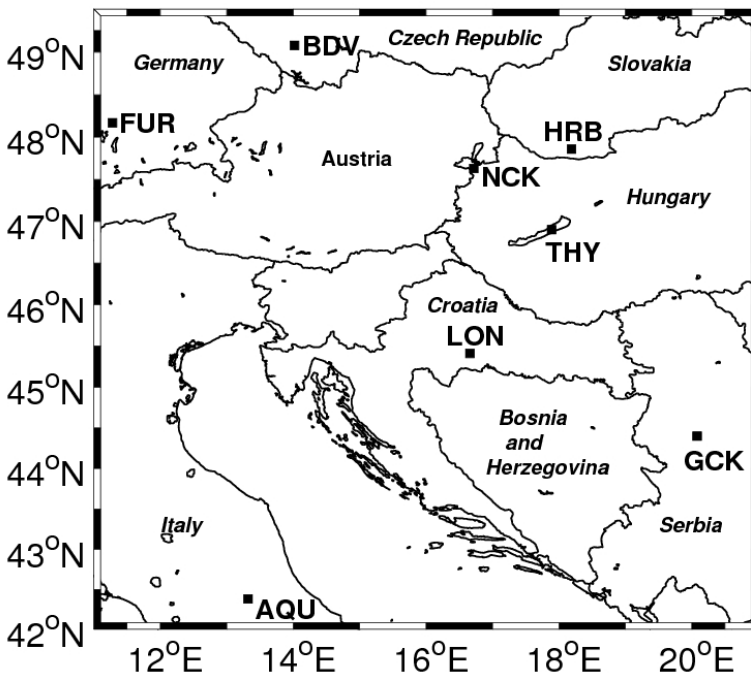 49°N
BDV
Czech Republic
Germany
Slovakia
48°N
FUR
HRB
Austria
NCK
47°N
Hungary
THY
46°N
Croatia
LON
45°N
Bosnia
and
Herzegovina
44°N
GCK
Italy
Serbia
43°N
AQU
42°N
12°E 14°E 16°E 18°E 20°E